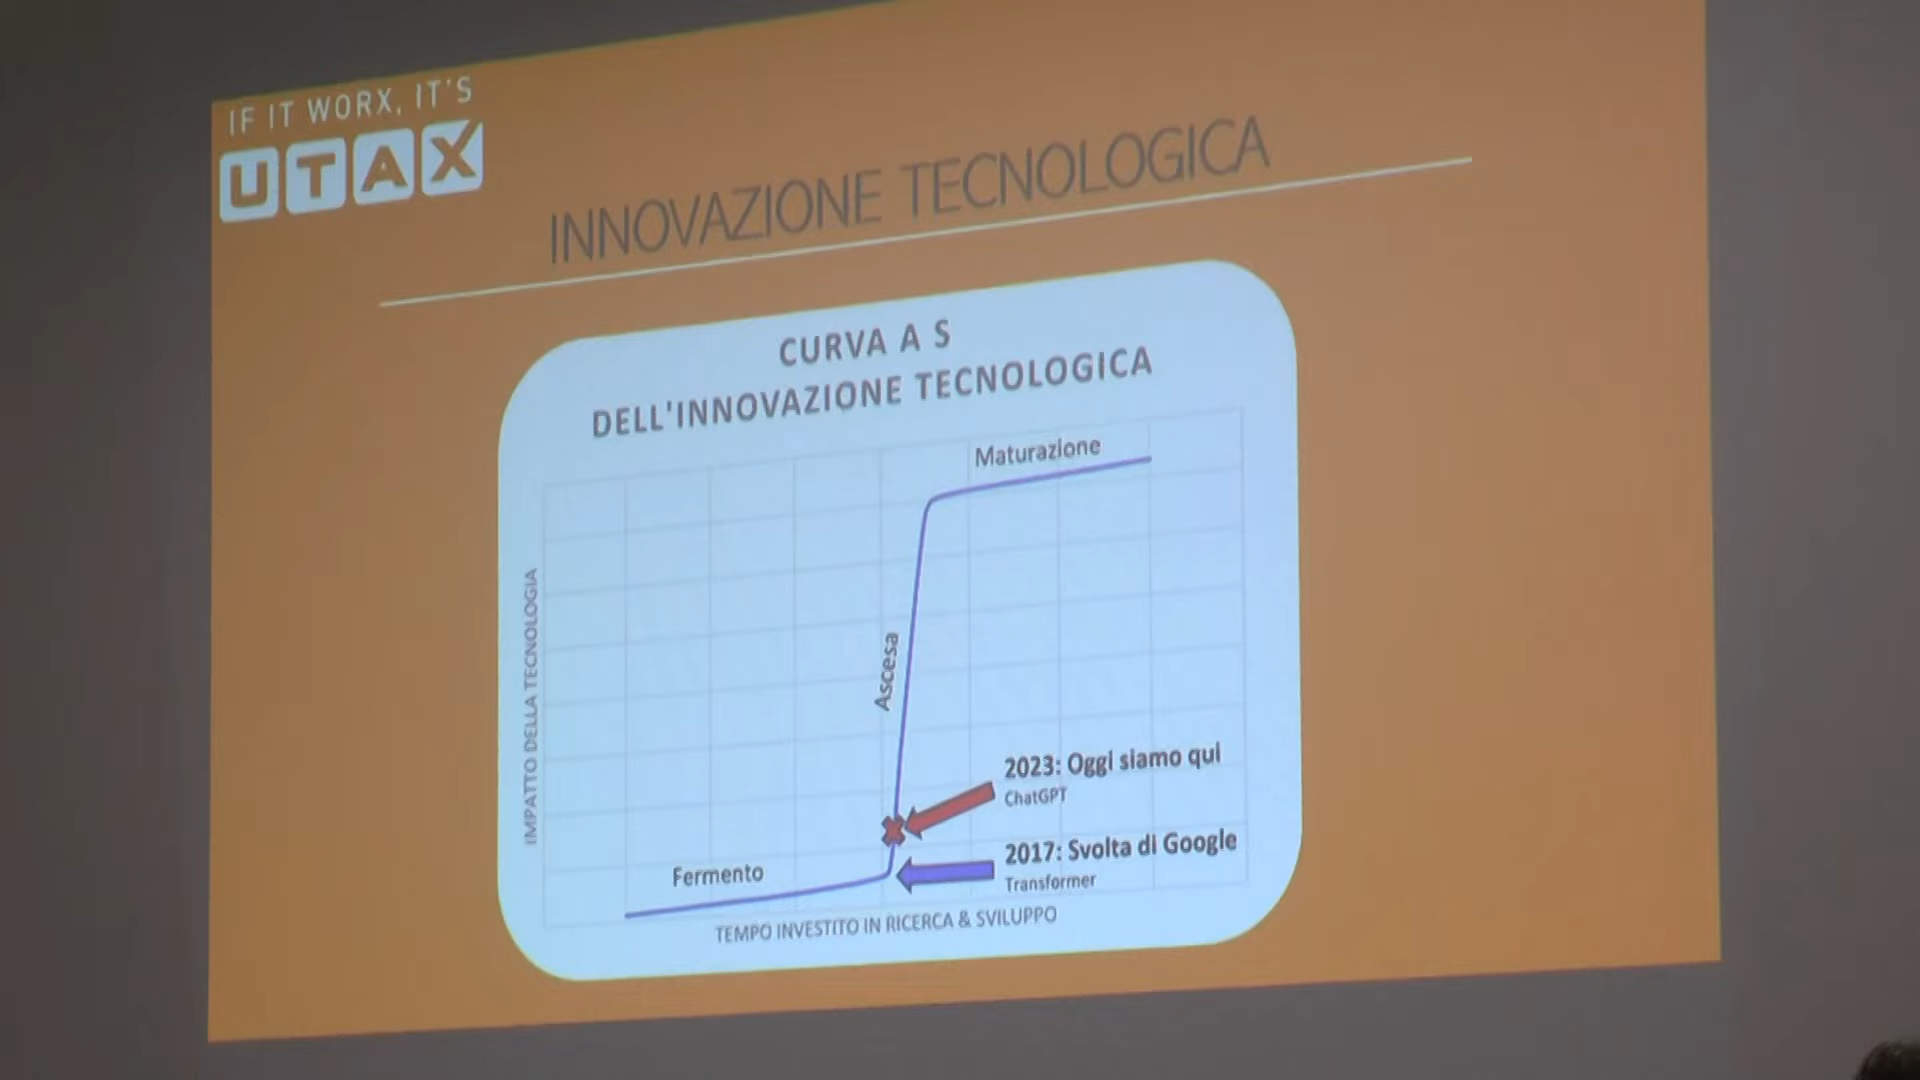 IF IT WORX, IT'S
UTAX
INNOVAZIONE TECNOLOGICA
CURVA A S
DELL'INNOVAZIONE TECNOLOGICA
Maturazione
IMPATTO DELLA TECNOLOGIA
Ascesa
2023: Oggi siamo qui
ChatGPT
2017: Svolta di Google
Transformer
Fermento
TEMPO INVESTITO IN RICERCA & SVILUPPO